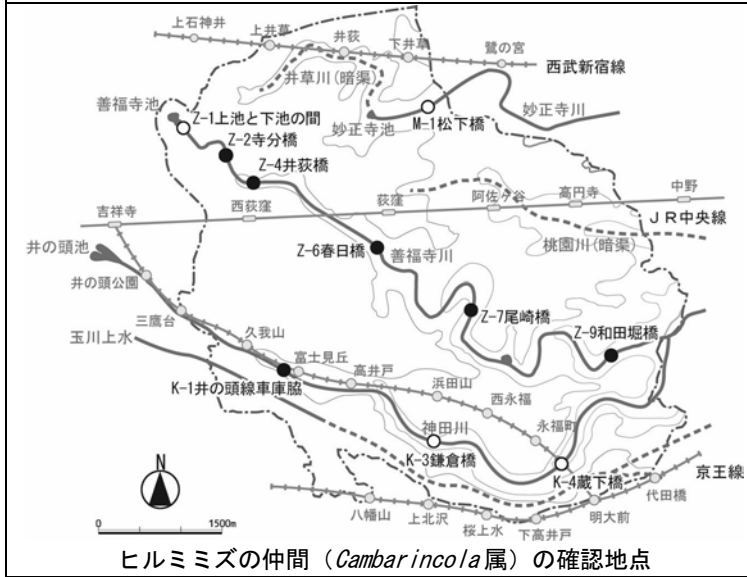 上石神井
上井草
井荻
下井草
鷺の宮
西武新宿線
井草川(暗渠)
善福寺池
Z-1上池と下池の間
妙正寺池
M-1松下橋
妙正寺川
Z-2寺分橋
Z-4井荻橋
吉祥寺
西荻窪
荻窪
阿佐ヶ谷
高円寺
中野
JR中央線
桃園川(暗渠)
井の頭池
井の頭公園
Z-6春日橋
善福寺川
三鷹台
玉川上水
久我山
Z-7尾崎橋
Z-9和田堀橋
富士見丘
高井戸
K-1井の頭線車庫脇
浜田山
西永福
永福町
神田川
K-3鎌倉橋
K-4蔵下橋
京王線
N
0
1500m
八幡山
上北沢
桜上水
下高井戸
明大前
代田橋
ヒルミミズの仲間(Cambarincola属)の確認地点